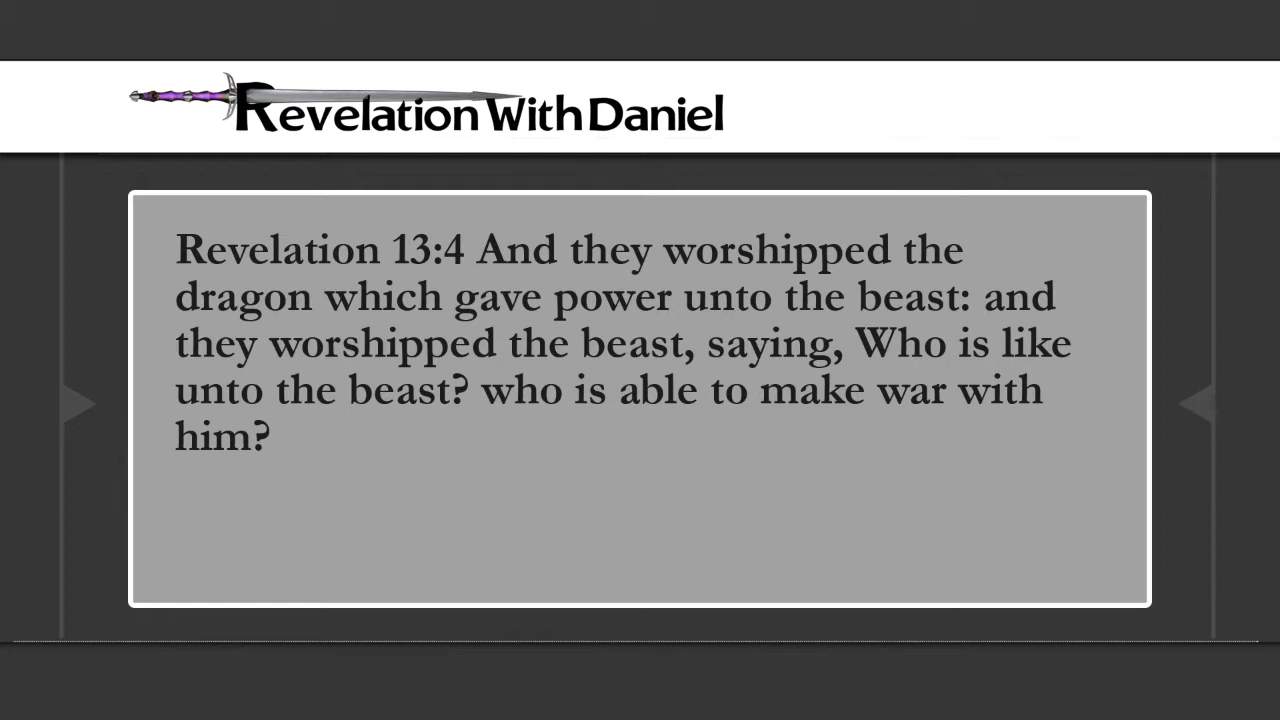 Revelation With Daniel
Revelation 13:4 And they worshipped the
dragon which gave power unto the beast: and
they worshipped the beast, saying, Who is like
unto the beast? who is able to make war with
him?